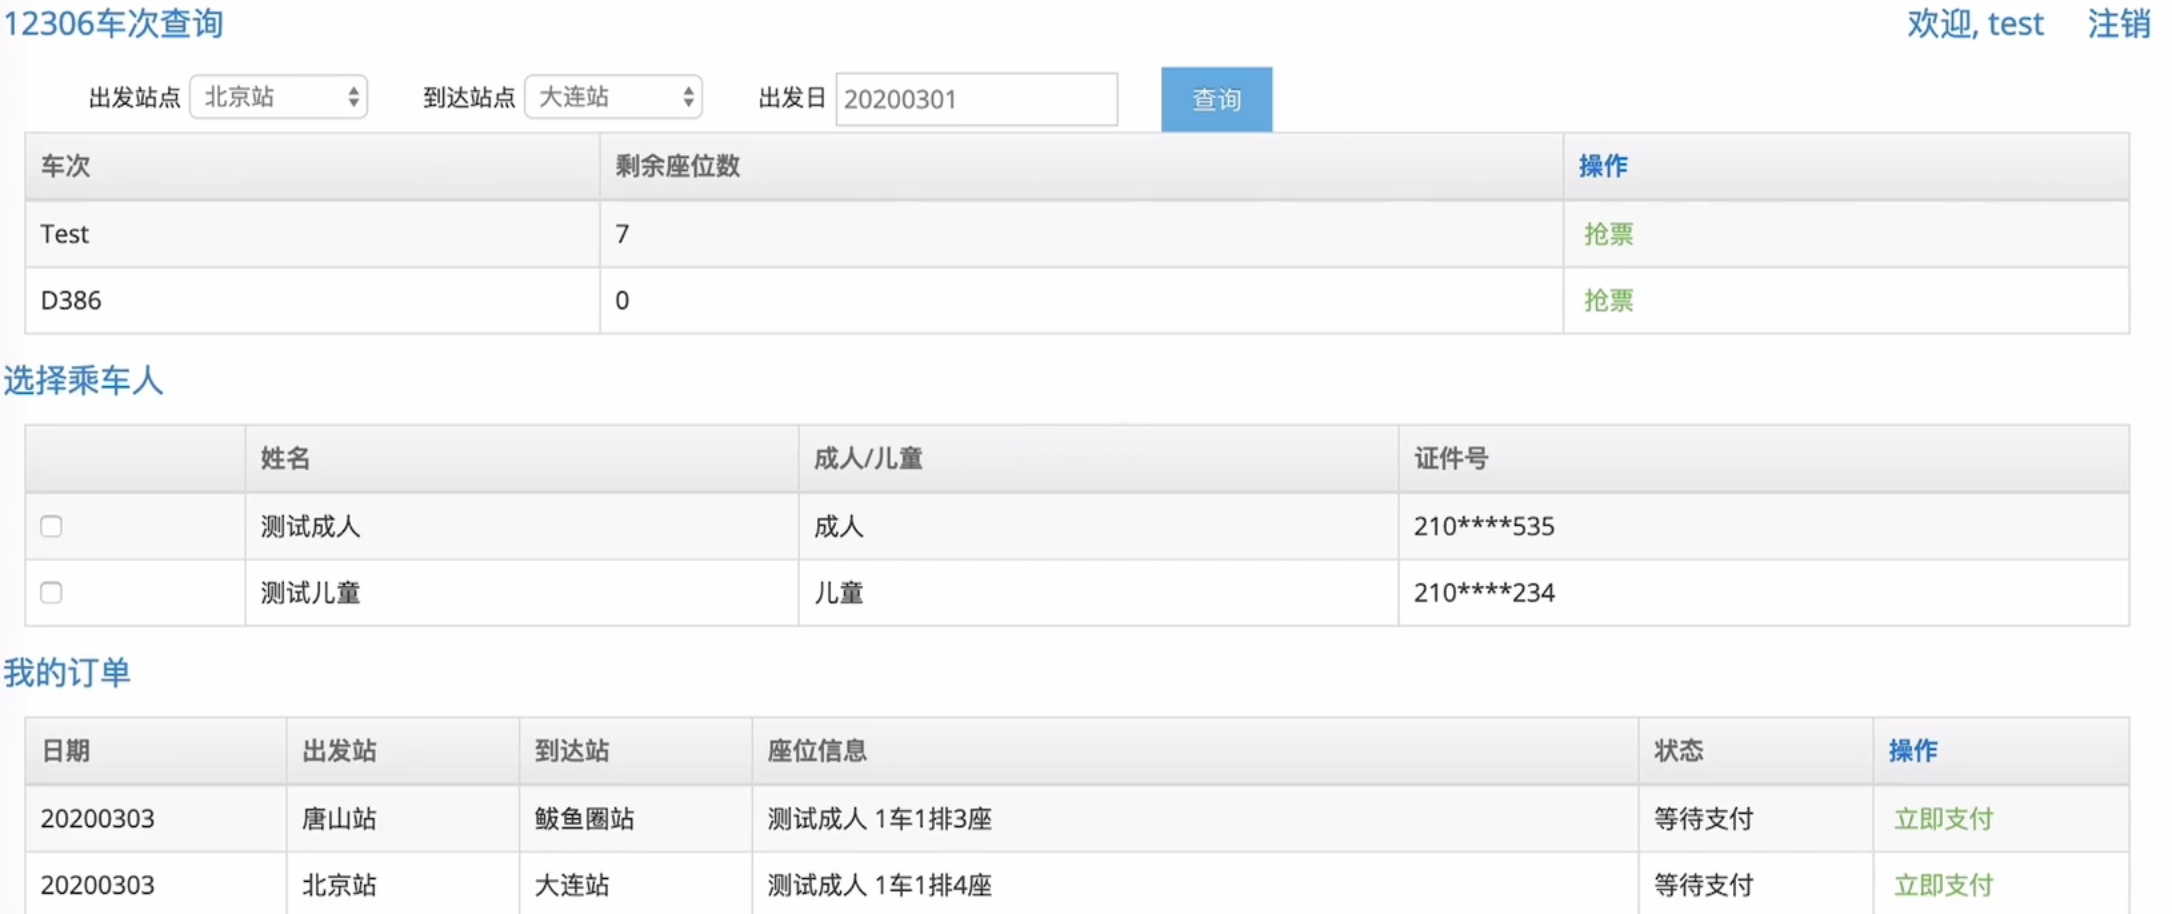 12306车次查询 欢迎, test 注销
出发站点 北京站 到达站点 大连站 出发日 20200301 查询
车次 剩余座位数 操作
Test 7 抢票
D386 0 抢票
选择乘车人
姓名 成人/儿童 证件号
测试成人 成人 210****535
测试儿童 儿童 210****234
我的订单
日期 出发站 到达站 座位信息 状态 操作
20200303 唐山站 鲅鱼圈站 测试成人 1车1排3座 等待支付 立即支付
20200303 北京站 大连站 测试成人 1车1排4座 等待支付 立即支付